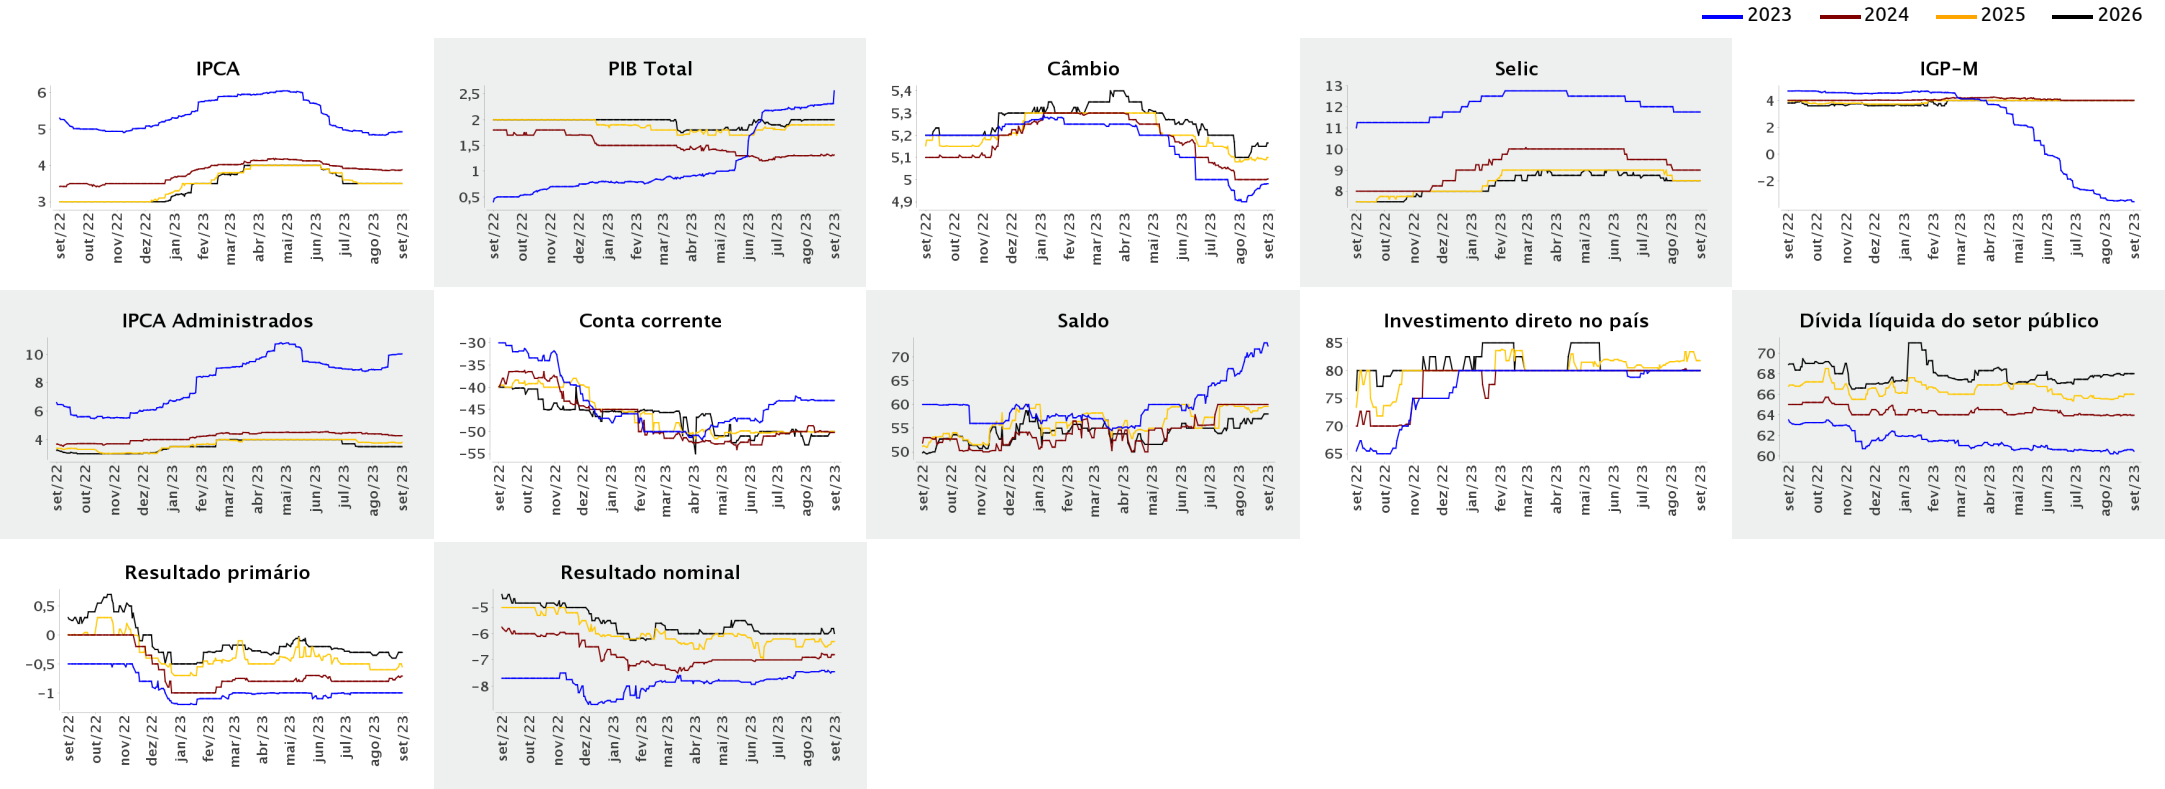 2023 2024 2025 2026
IPCA PIB Total Câmbio Selic IGP-M
6 5 4 3
set/22 out/22 nov/22 dez/22 jan/23 fev/23 mar/23 abr/23 mai/23 jun/23 jul/23 ago/23 set/23
2,5 2 1,5 1 0,5
set/22 out/22 nov/22 dez/22 jan/23 fev/23 mar/23 abr/23 mai/23 jun/23 jul/23 ago/23 set/23
5,4 5,3 5,2 5,1 5 4,9
set/22 out/22 nov/22 dez/22 jan/23 fev/23 mar/23 abr/23 mai/23 jun/23 jul/23 ago/23 set/23
13 12 11 10 9 8
set/22 out/22 nov/22 dez/22 jan/23 fev/23 mar/23 abr/23 mai/23 jun/23 jul/23 ago/23 set/23
4 2 0 -2
set/22 out/22 nov/22 dez/22 jan/23 fev/23 mar/23 abr/23 mai/23 jun/23 jul/23 ago/23 set/23
IPCA Administrados Conta corrente Saldo Investimento direto no país Dívida líquida do setor público
10 8 6 4
set/22 out/22 nov/22 dez/22 jan/23 fev/23 mar/23 abr/23 mai/23 jun/23 jul/23 ago/23 set/23
-30 -35 -40 -45 -50 -55
set/22 out/22 nov/22 dez/22 jan/23 fev/23 mar/23 abr/23 mai/23 jun/23 jul/23 ago/23 set/23
70 65 60 55 50
set/22 out/22 nov/22 dez/22 jan/23 fev/23 mar/23 abr/23 mai/23 jun/23 jul/23 ago/23 set/23
85 80 75 70 65
set/22 out/22 nov/22 dez/22 jan/23 fev/23 mar/23 abr/23 mai/23 jun/23 jul/23 ago/23 set/23
70 68 66 64 62 60
set/22 out/22 nov/22 dez/22 jan/23 fev/23 mar/23 abr/23 mai/23 jun/23 jul/23 ago/23 set/23
Resultado primário Resultado nominal
0,5 0 -0,5 -1
set/22 out/22 nov/22 dez/22 jan/23 fev/23 mar/23 abr/23 mai/23 jun/23 jul/23 ago/23 set/23
-5 -6 -7 -8
set/22 out/22 nov/22 dez/22 jan/23 fev/23 mar/23 abr/23 mai/23 jun/23 jul/23 ago/23 set/23